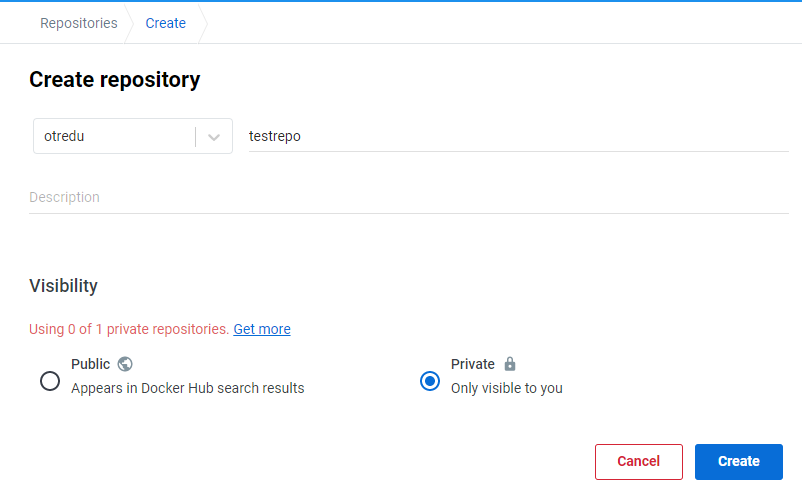 Repositories
Create
Create repository
otredu
testrepo
Description
Visibility
Using 0 of 1 private repositories. Get more
Public
Appears in Docker Hub search results
Private
Only visible to you
Cancel
Create